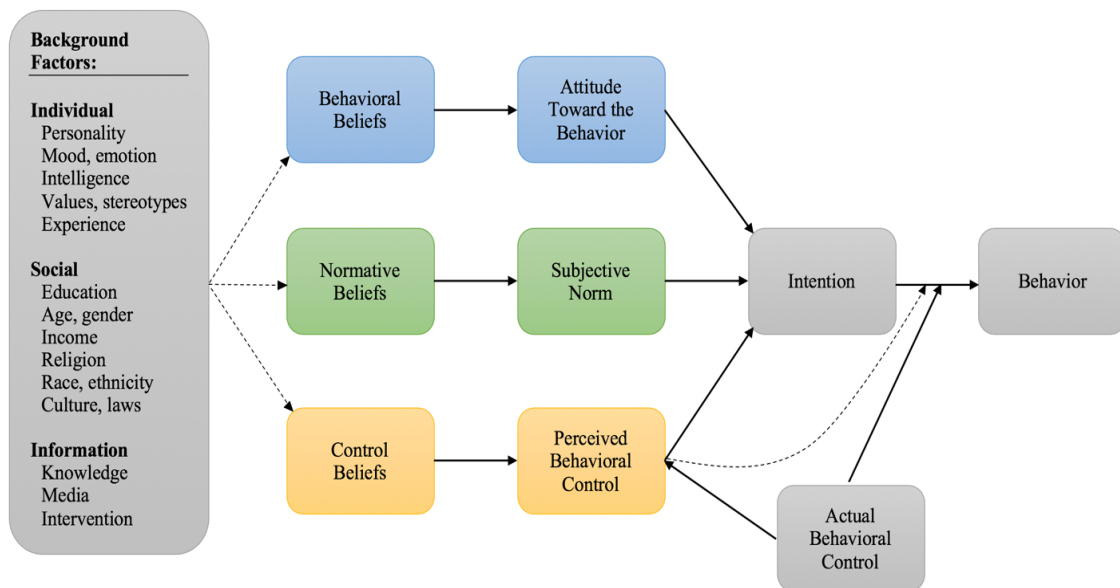 Background
Factors:
Individual
Personality
Mood, emotion
Intelligence
Values, stereotypes
Experience
Social
Education
Age, gender
Income
Religion
Race, ethnicity
Culture, laws
Information
Knowledge
Media
Intervention
Behavioral
Beliefs
Attitude
Toward the
Behavior
Normative
Beliefs
Subjective
Norm
Intention
Behavior
Control
Beliefs
Perceived
Behavioral
Control
Actual
Behavioral
Control